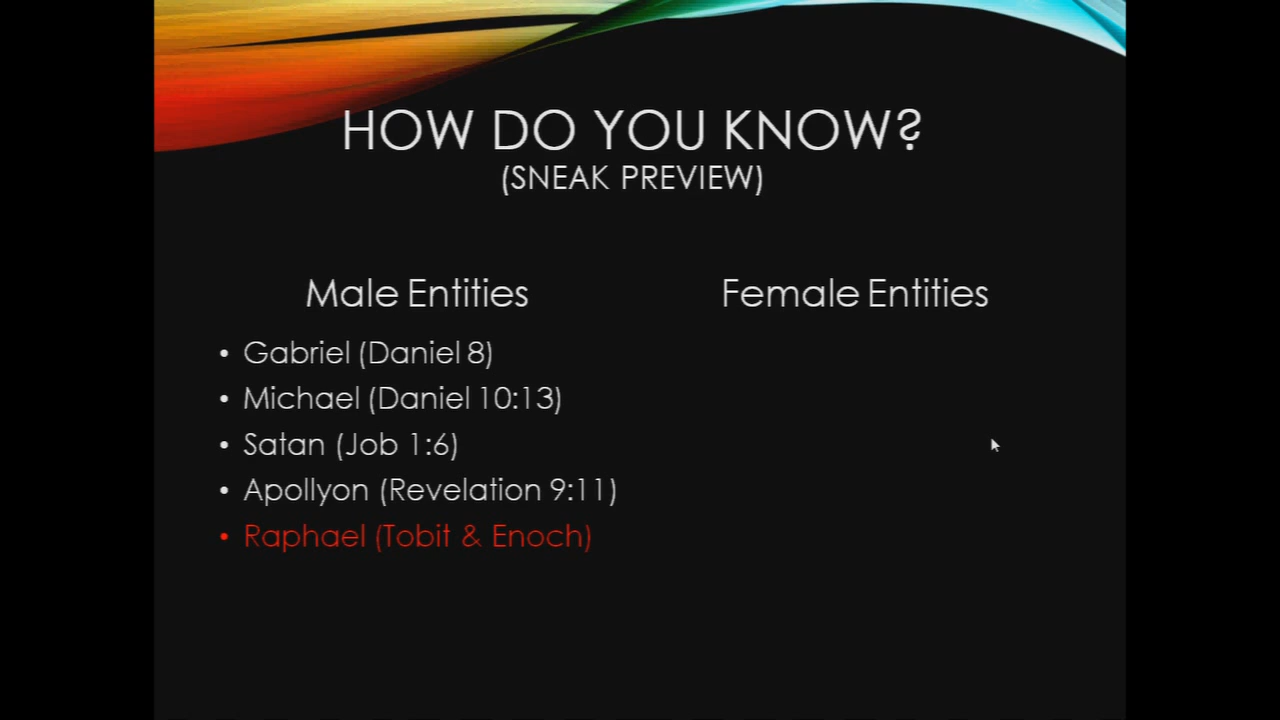 HOW DO YOU KNOW?
(SNEAK PREVIEW)
Male Entities
• Gabriel (Daniel 8)
• Michael (Daniel 10:13)
• Satan (Job 1:6)
• Apollyon (Revelation 9:11)
• Raphael (Tobit & Enoch)
Female Entities